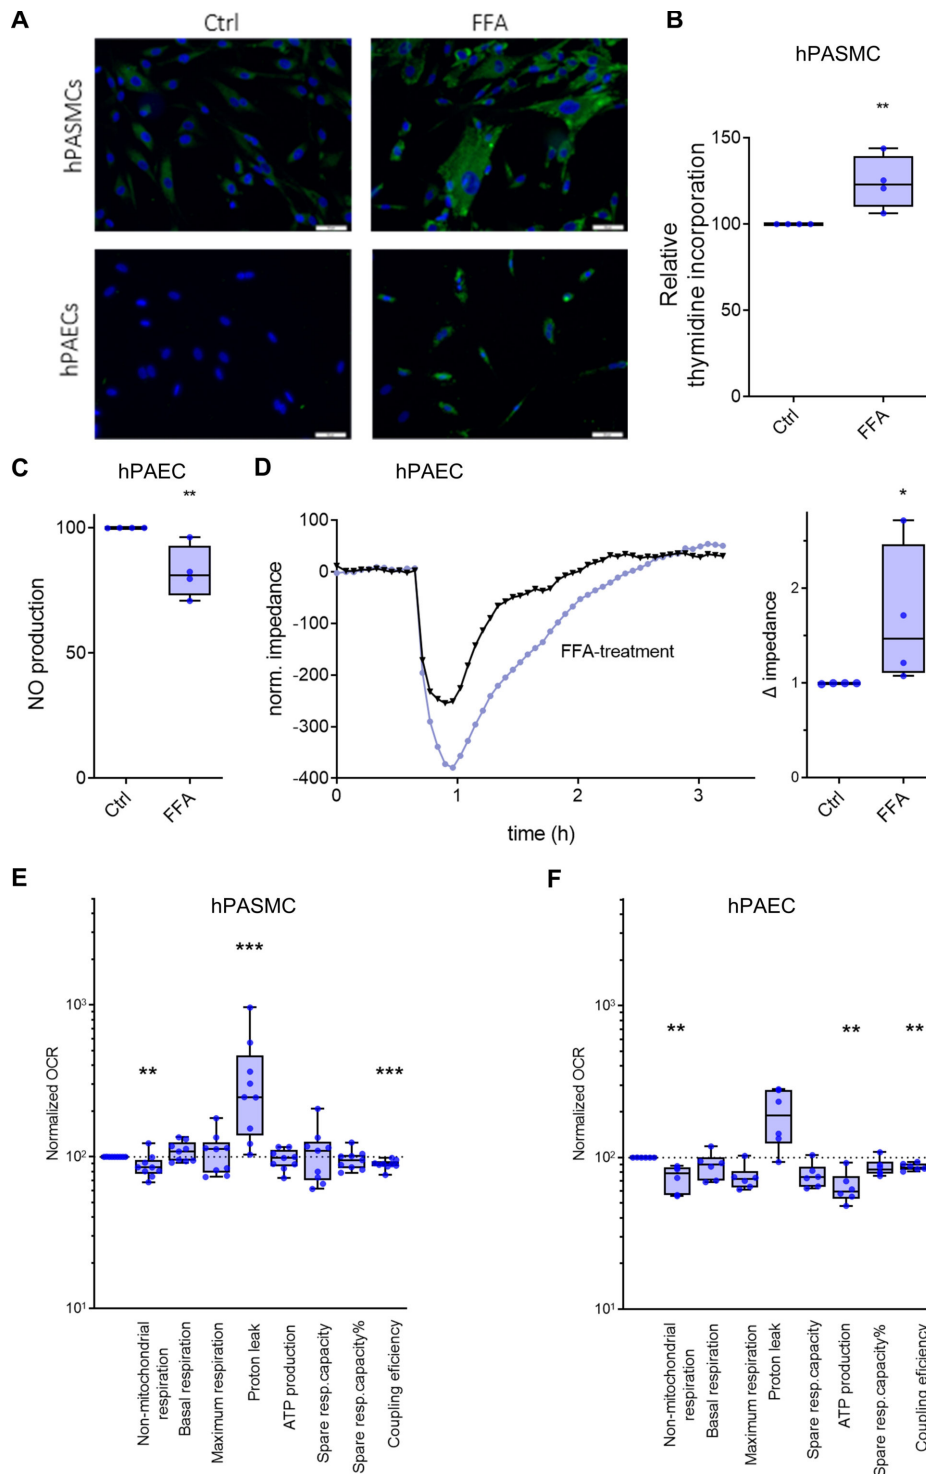 A
Ctrl
FFA
hPASMCs
hPAECs
B
hPASMC
**
150
100
50
0
Relative
thymidine incorporation
Ctrl
FFA
C
hPAEC
**
100
50
0
NO production
Ctrl
FFA
D
hPAEC
100
0
-100
-200
-300
-400
norm. impedance
FFA-treatment
0
1
2
3
time (h)
*
2
1
0
Δ impedance
Ctrl
FFA
E
hPASMC
**
***
***
10³
10²
10¹
Normalized OCR
Non-mitochondrial
respiration
Basal respiration
Maximum respiration
Proton leak
ATP production
Spare resp.capacity
Spare resp.capacity%
Coupling eficiency
F
hPAEC
**
**
**
10³
10²
10¹
Normalized OCR
Non-mitochondrial
respiration
Basal respiration
Maximum respiration
Proton leak
Spare resp.capacity
ATP production
Spare resp.capacity%
Coupling eficiency